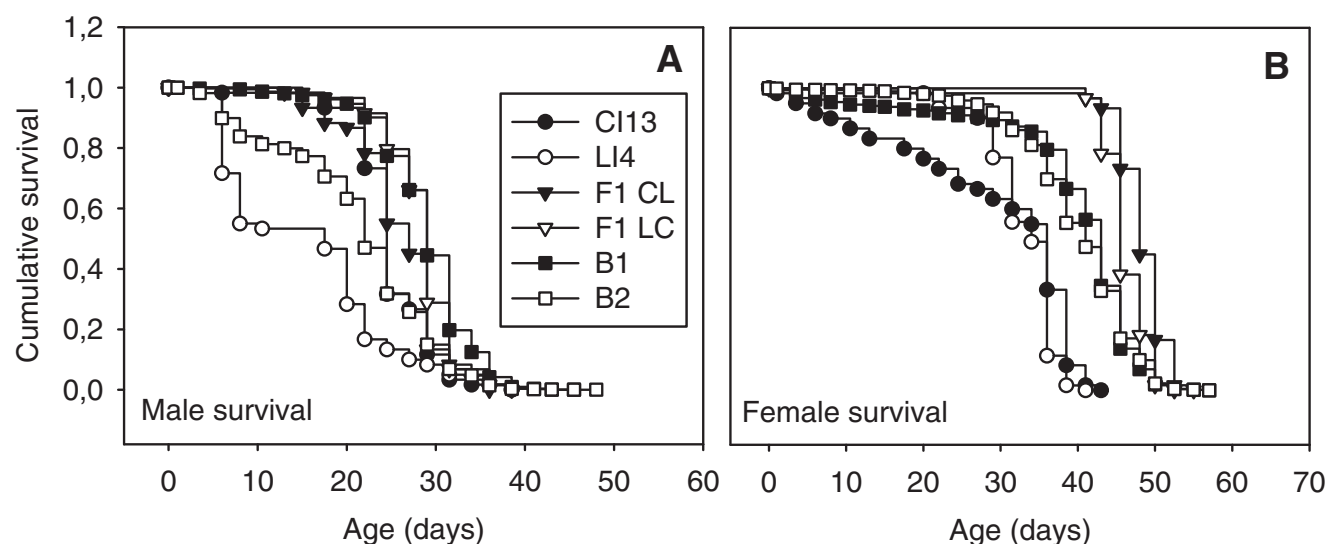 1,2
1,0
0,8
0,6
0,4
0,2
0,0
Cumulative survival
A
CI13
LI4
F1 CL
F1 LC
B1
B2
Male survival
0 10 20 30 40 50 60
Age (days)
B
Female survival
0 10 20 30 40 50 60 70
Age (days)